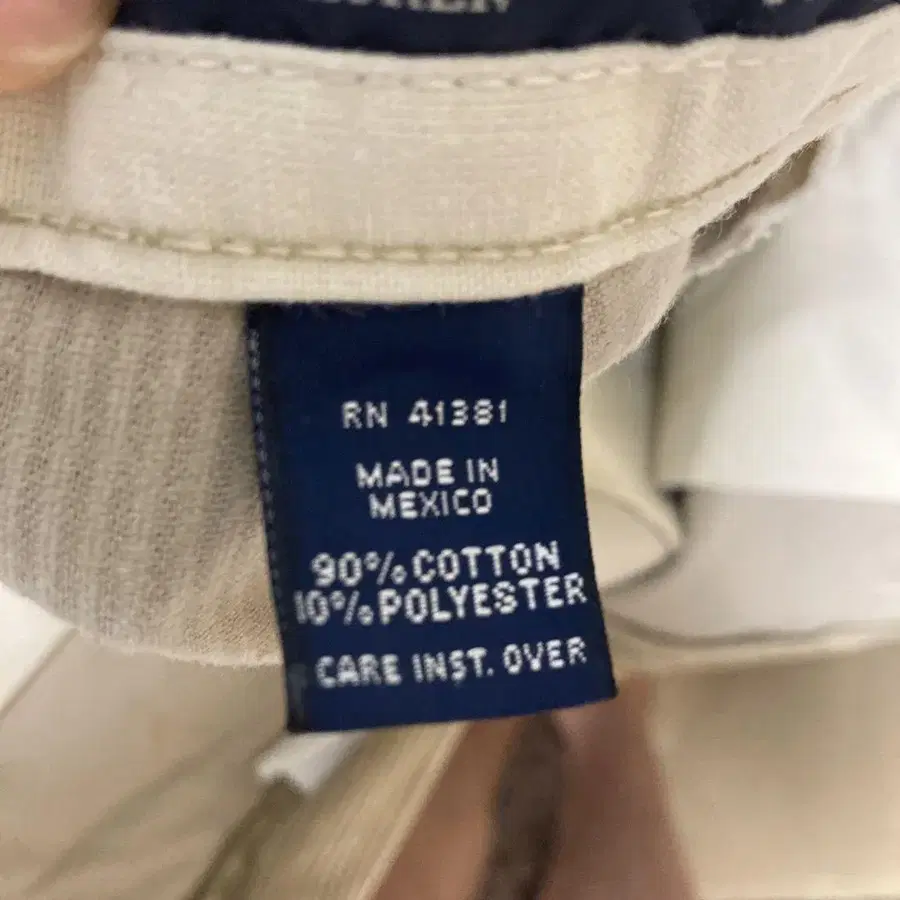 RN 41381
MADE IN
MEXICO
90% COTTON
10% POLYESTER
CARE INST. OVER